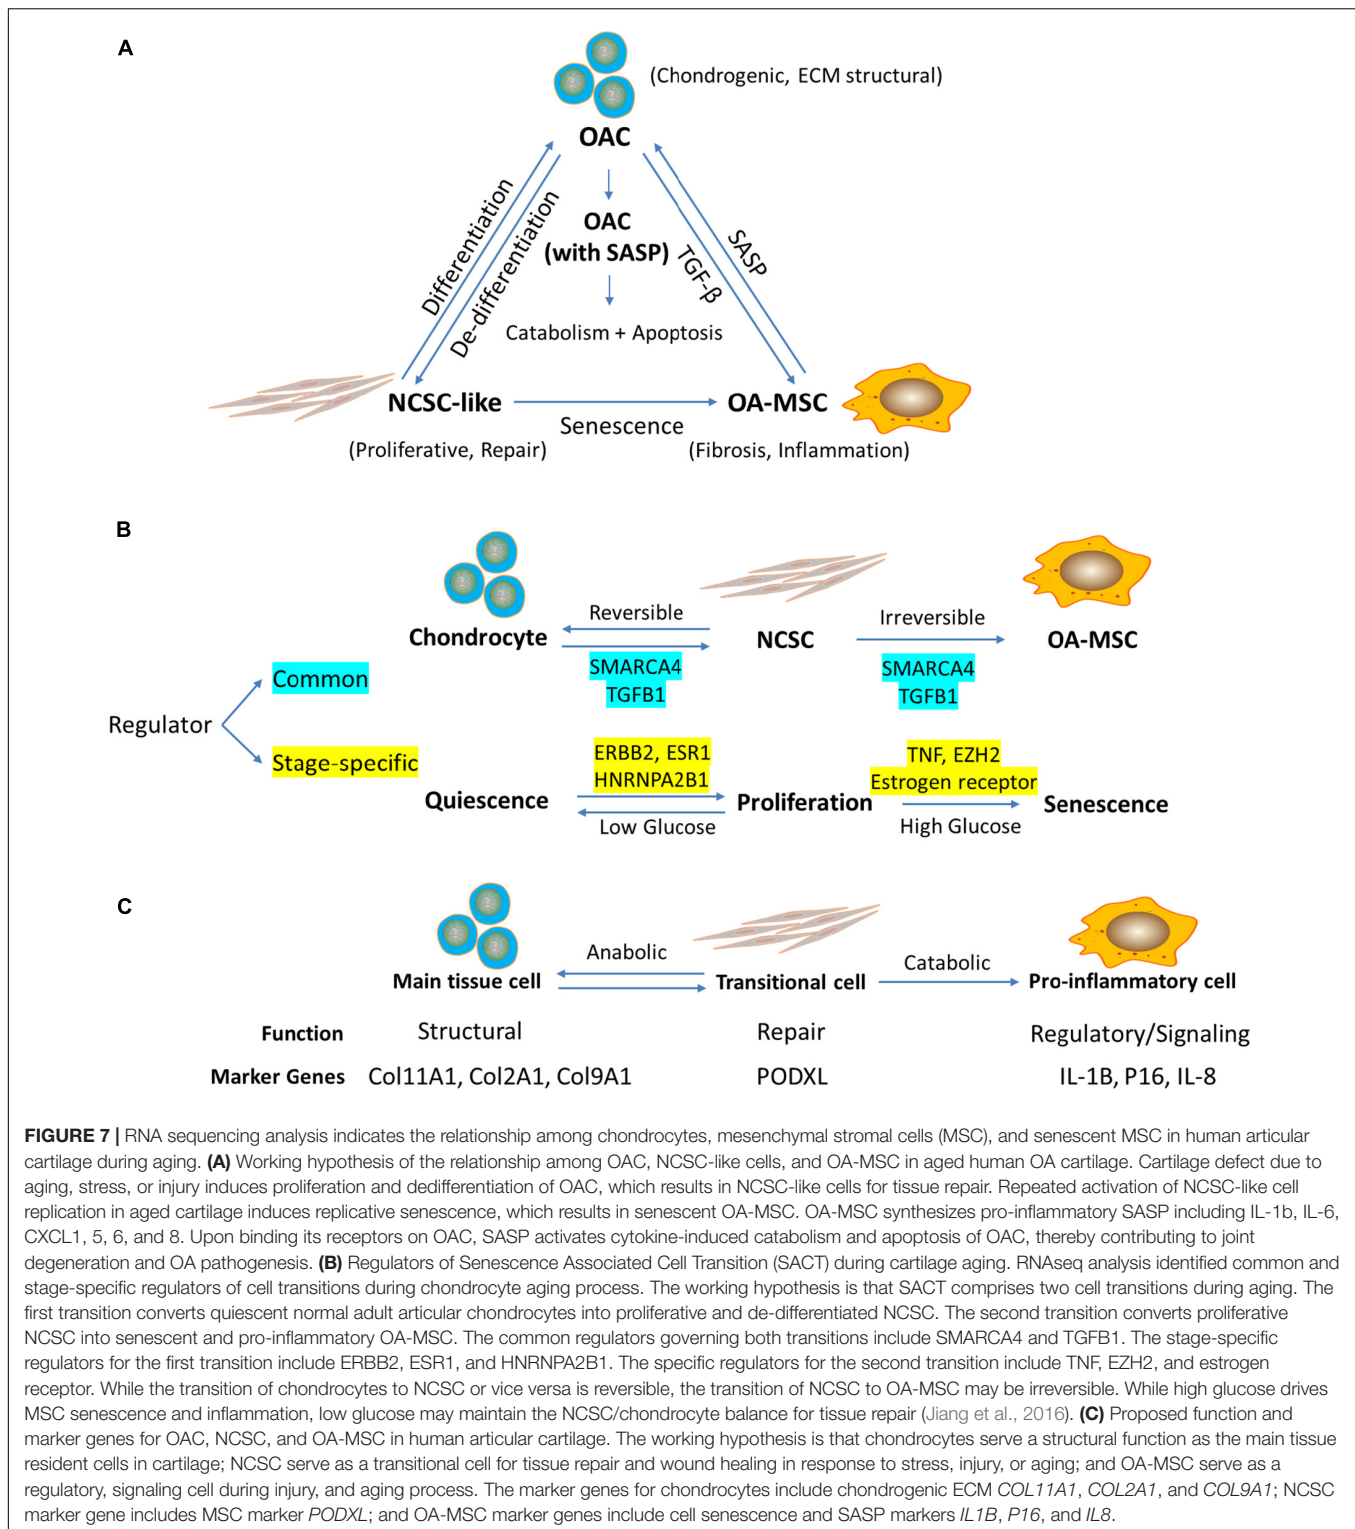 A
(Chondrogenic, ECM structural)
OAC
Differentiation
De-differentiation
OAC
(with SASP)
TGF-β
SASP
Catabolism + Apoptosis
NCSC-like
Senescence
OA-MSC
(Proliferative, Repair)
(Fibrosis, Inflammation)
B
Reversible
Irreversible
Chondrocyte
NCSC
OA-MSC
SMARCA4
TGFB1
SMARCA4
TGFB1
Common
Regulator
Stage-specific
ERBB2, ESR1
HNRNPA2B1
TNF, EZH2
Estrogen receptor
Quiescence
Proliferation
Senescence
Low Glucose
High Glucose
C
Anabolic
Catabolic
Main tissue cell
Transitional cell
Pro-inflammatory cell
Function
Structural
Repair
Regulatory/Signaling
Marker Genes
Col11A1, Col2A1, Col9A1
PODXL
IL-1B, P16, IL-8
FIGURE 7 | RNA sequencing analysis indicates the relationship among chondrocytes, mesenchymal stromal cells (MSC), and senescent MSC in human articular
cartilage during aging. (A) Working hypothesis of the relationship among OAC, NCSC-like cells, and OA-MSC in aged human OA cartilage. Cartilage defect due to
aging, stress, or injury induces proliferation and dedifferentiation of OAC, which results in NCSC-like cells for tissue repair. Repeated activation of NCSC-like cell
replication in aged cartilage induces replicative senescence, which results in senescent OA-MSC. OA-MSC synthesizes pro-inflammatory SASP including IL-1b, IL-6,
CXCL1, 5, 6, and 8. Upon binding its receptors on OAC, SASP activates cytokine-induced catabolism and apoptosis of OAC, thereby contributing to joint
degeneration and OA pathogenesis. (B) Regulators of Senescence Associated Cell Transition (SACT) during cartilage aging. RNAseq analysis identified common and
stage-specific regulators of cell transitions during chondrocyte aging process. The working hypothesis is that SACT comprises two cell transitions during aging. The
first transition converts quiescent normal adult articular chondrocytes into proliferative and de-differentiated NCSC. The second transition converts proliferative
NCSC into senescent and pro-inflammatory OA-MSC. The common regulators governing both transitions include SMARCA4 and TGFB1. The stage-specific
regulators for the first transition include ERBB2, ESR1, and HNRNPA2B1. The specific regulators for the second transition include TNF, EZH2, and estrogen
receptor. While the transition of chondrocytes to NCSC or vice versa is reversible, the transition of NCSC to OA-MSC may be irreversible. While high glucose drives
MSC senescence and inflammation, low glucose may maintain the NCSC/chondrocyte balance for tissue repair (Jiang et al., 2016). (C) Proposed function and
marker genes for OAC, NCSC, and OA-MSC in human articular cartilage. The working hypothesis is that chondrocytes serve a structural function as the main tissue
resident cells in cartilage; NCSC serve as a transitional cell for tissue repair and wound healing in response to stress, injury, or aging; and OA-MSC serve as a
regulatory, signaling cell during injury, and aging process. The marker genes for chondrocytes include chondrogenic ECM COL11A1, COL2A1, and COL9A1; NCSC
marker gene includes MSC marker PODXL; and OA-MSC marker genes include cell senescence and SASP markers IL1B, P16, and IL8.